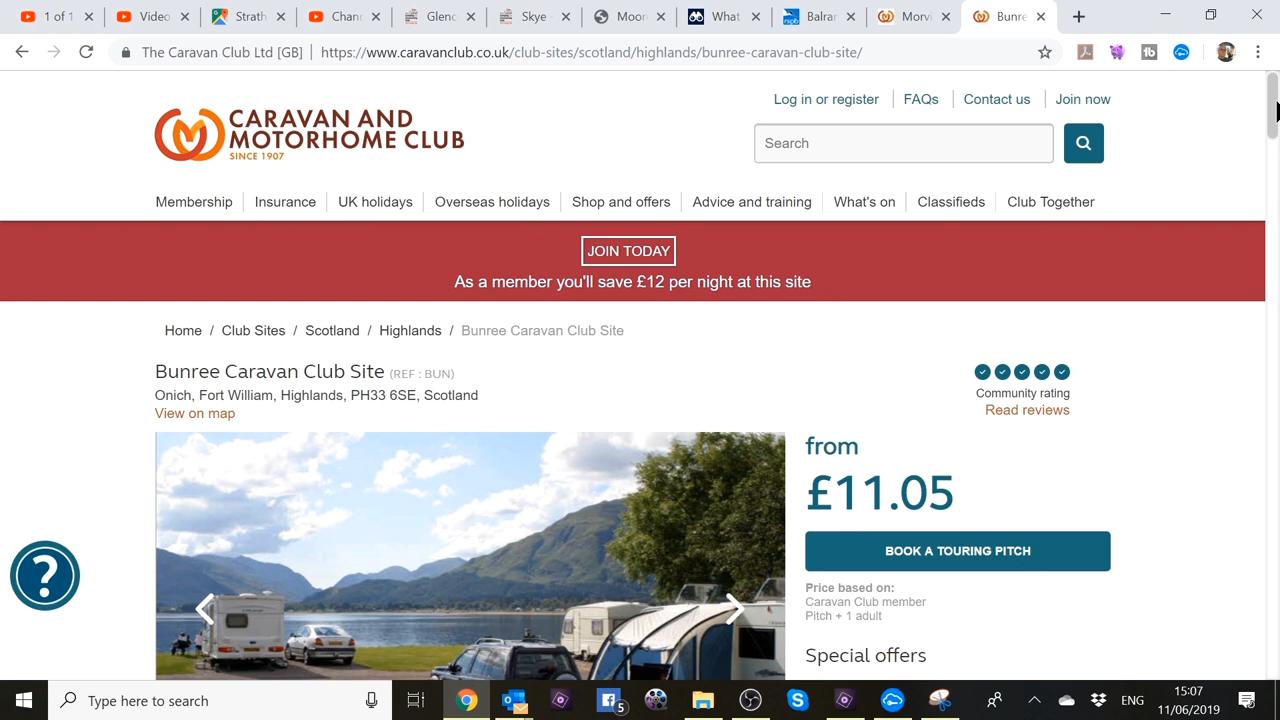 1 of 1
Video
Strath
Chan
1 of 1
Glenc
Skye -
Moor
What
Balran
Morvi
Bunre
The Caravan Club Ltd [GB] | https://www.caravanclub.co.uk/club-sites/scotland/highlands/bunree-caravan-club-site/
Log in or register
FAQs
Contact us
Join now
CARAVAN AND
MOTORHOME CLUB
SINCE 1907
Search
Membership
Insurance
UK holidays
Overseas holidays
Shop and offers
Advice and training
What's on
Classifieds
Club Together
JOIN TODAY
As a member you'll save £12 per night at this site
Home / Club Sites / Scotland / Highlands / Bunree Caravan Club Site
Bunree Caravan Club Site (REF : BUN)
Onich, Fort William, Highlands, PH33 6SE, Scotland
View on map
Community rating
Read reviews
from
£11.05
BOOK A TOURING PITCH
Price based on:
Caravan Club member
Pitch + 1 adult
Special offers
?
Type here to search
5
ENG
15:07
11/06/2019